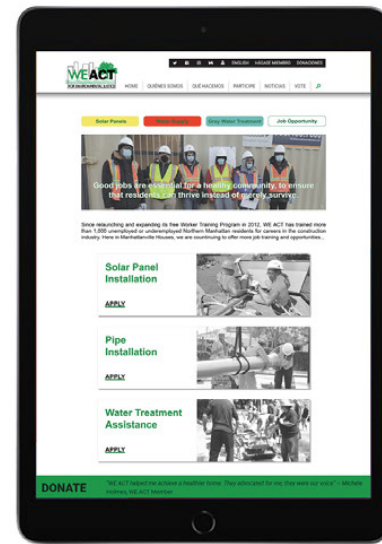 ENGLISH HÁGASE MIEMBRO DONACIONES
WE ACT
FOR ENVIRONMENTAL JUSTICE
HOME QUIÉNES SOMOS QUÉ HACEMOS PARTICIPE NOTICIAS VOTE
Solar Panels Water Supply Gray Water Treatment Job Opportunity
Good jobs are essential for a healthy community, to ensure
that residents can thrive instead of merely survive.
Since relaunching and expanding its free Worker Training Program in 2012, WE ACT has trained more
than 1,000 unemployed or underemployed Northern Manhattan residents for careers in the construction
industry. Here in Manhattanville Houses, we are continuing to offer more job training and opportunities...
Solar Panel
Installation
APPLY
Pipe
Installation
APPLY
Water Treatment
Assistance
APPLY
DONATE
"WE ACT helped me achieve a healthier home. They advocated for me; they were our voice." – Michele
Holmes, WE ACT Member